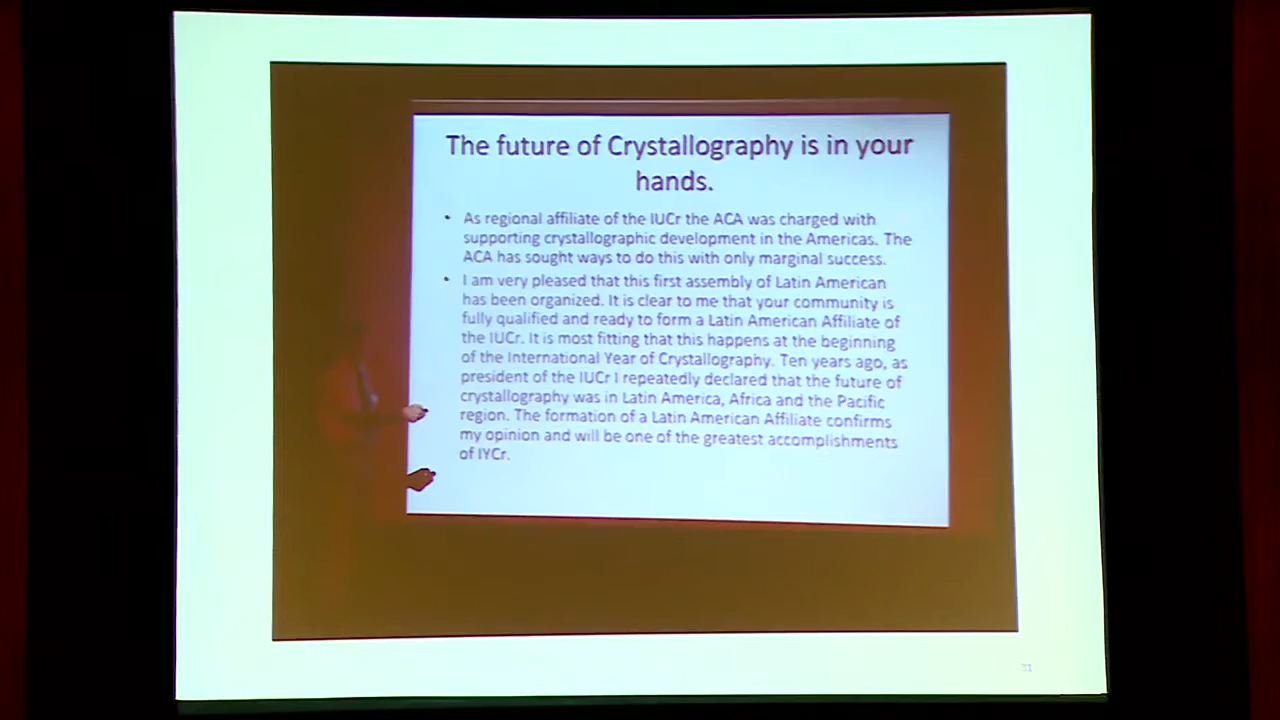 The future of Crystallography is in your
hands.
• As regional affiliate of the IUCr the ACA was charged with
supporting crystallographic development in the Americas. The
ACA has sought ways to do this with only marginal success.
• I am very pleased that this first assembly of Latin American
has been organized. It is clear to me that your community is
fully qualified and ready to form a Latin American Affiliate of
the IUCr. It is most fitting that this happens at the beginning
of the International Year of Crystallography. Ten years ago, as
president of the IUCr I repeatedly declared that the future of
crystallography was in Latin America, Africa and the Pacific
region. The formation of a Latin American Affiliate confirms
my opinion and will be one of the greatest accomplishments
of IYCr.
31